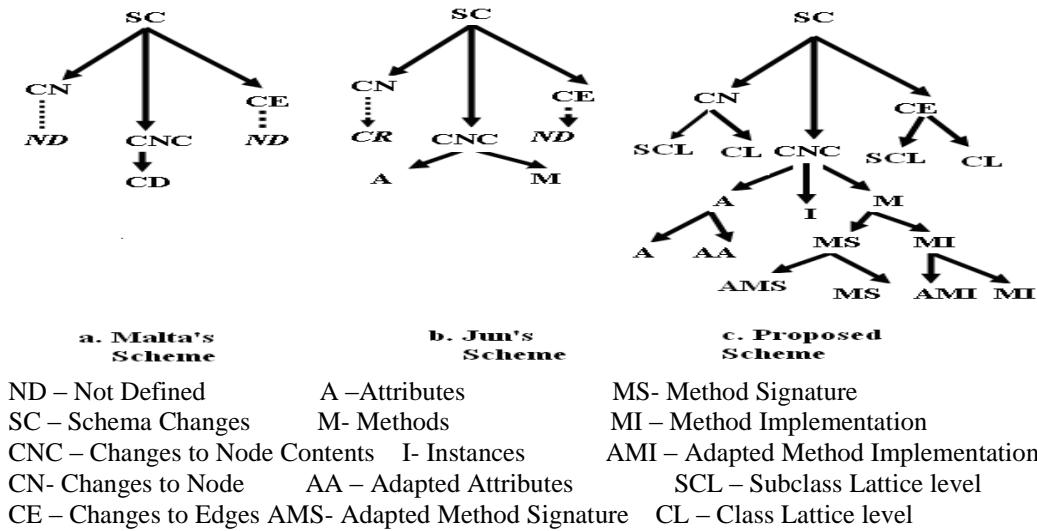 SC SC SC
CN CE CN CE CN CE
ND CNC ND CR CNC ND SCL CL CNC SCL CL
CD A M A I M
A AA MS MI
AMS MS AMI MI
a. Malta's Scheme
b. Jun's Scheme
c. Proposed Scheme
ND – Not Defined A –Attributes MS- Method Signature
SC – Schema Changes M- Methods MI – Method Implementation
CNC – Changes to Node Contents I- Instances AMI – Adapted Method Implementation
CN- Changes to Node AA – Adapted Attributes SCL – Subclass Lattice level
CE – Changes to Edges AMS- Adapted Method Signature CL – Class Lattice level